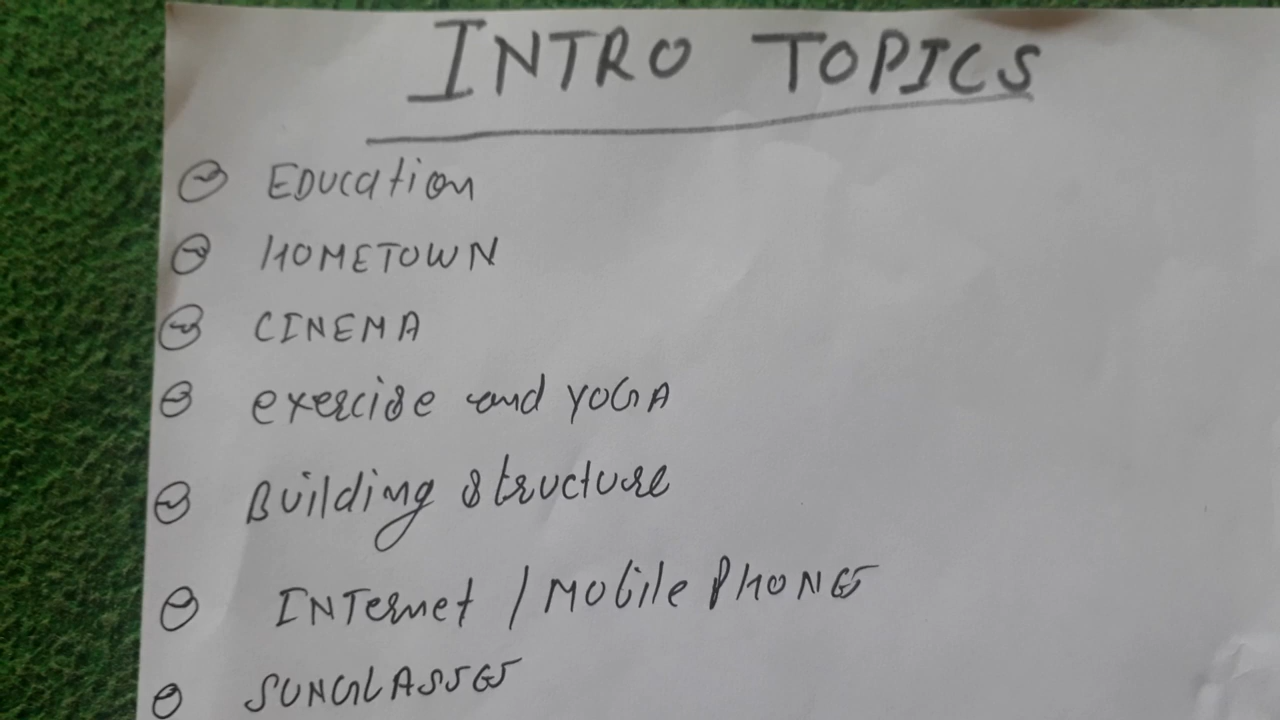 INTRO TOPICS
EDUcation
HOMETOWN
CINEMA
exercise and YOGA
Building structure
INTernet / Mobile PHONES
SUNGLASSES